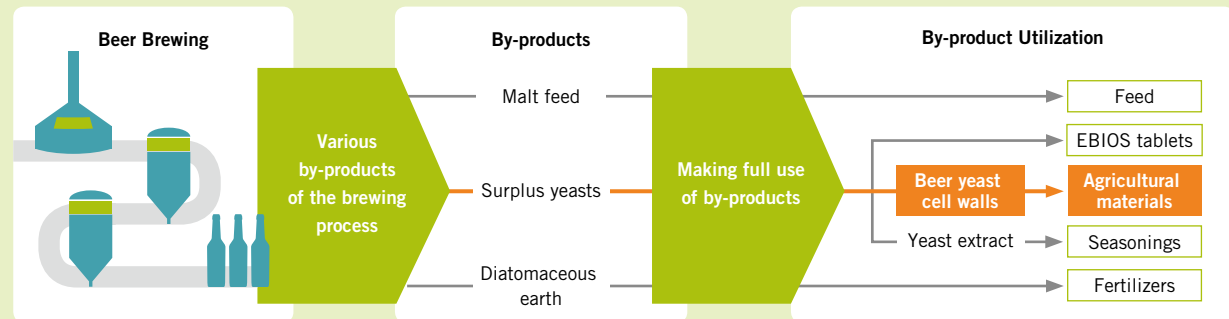 Beer Brewing
By-products
By-product Utilization
Various
by-products
of the brewing
process
Malt feed
Surplus yeasts
Diatomaceous
earth
Making full use
of by-products
Feed
EBIOS tablets
Beer yeast
cell walls
Agricultural
materials
Yeast extract
Seasonings
Fertilizers